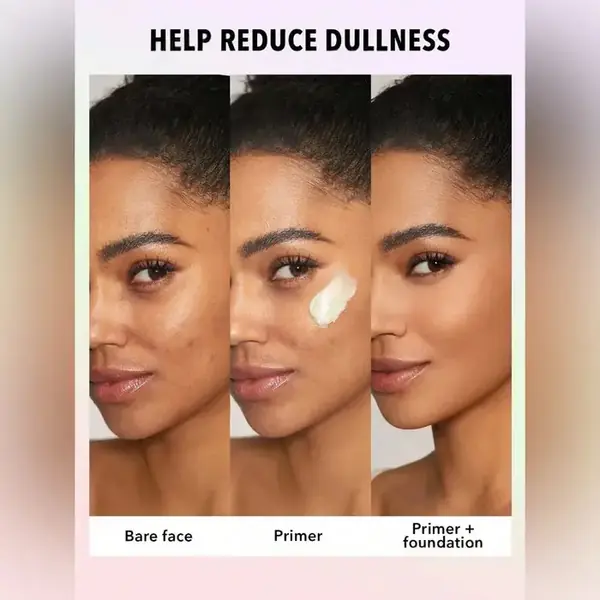 HELP REDUCE DULLNESS
Bare face
Primer
Primer +
foundation